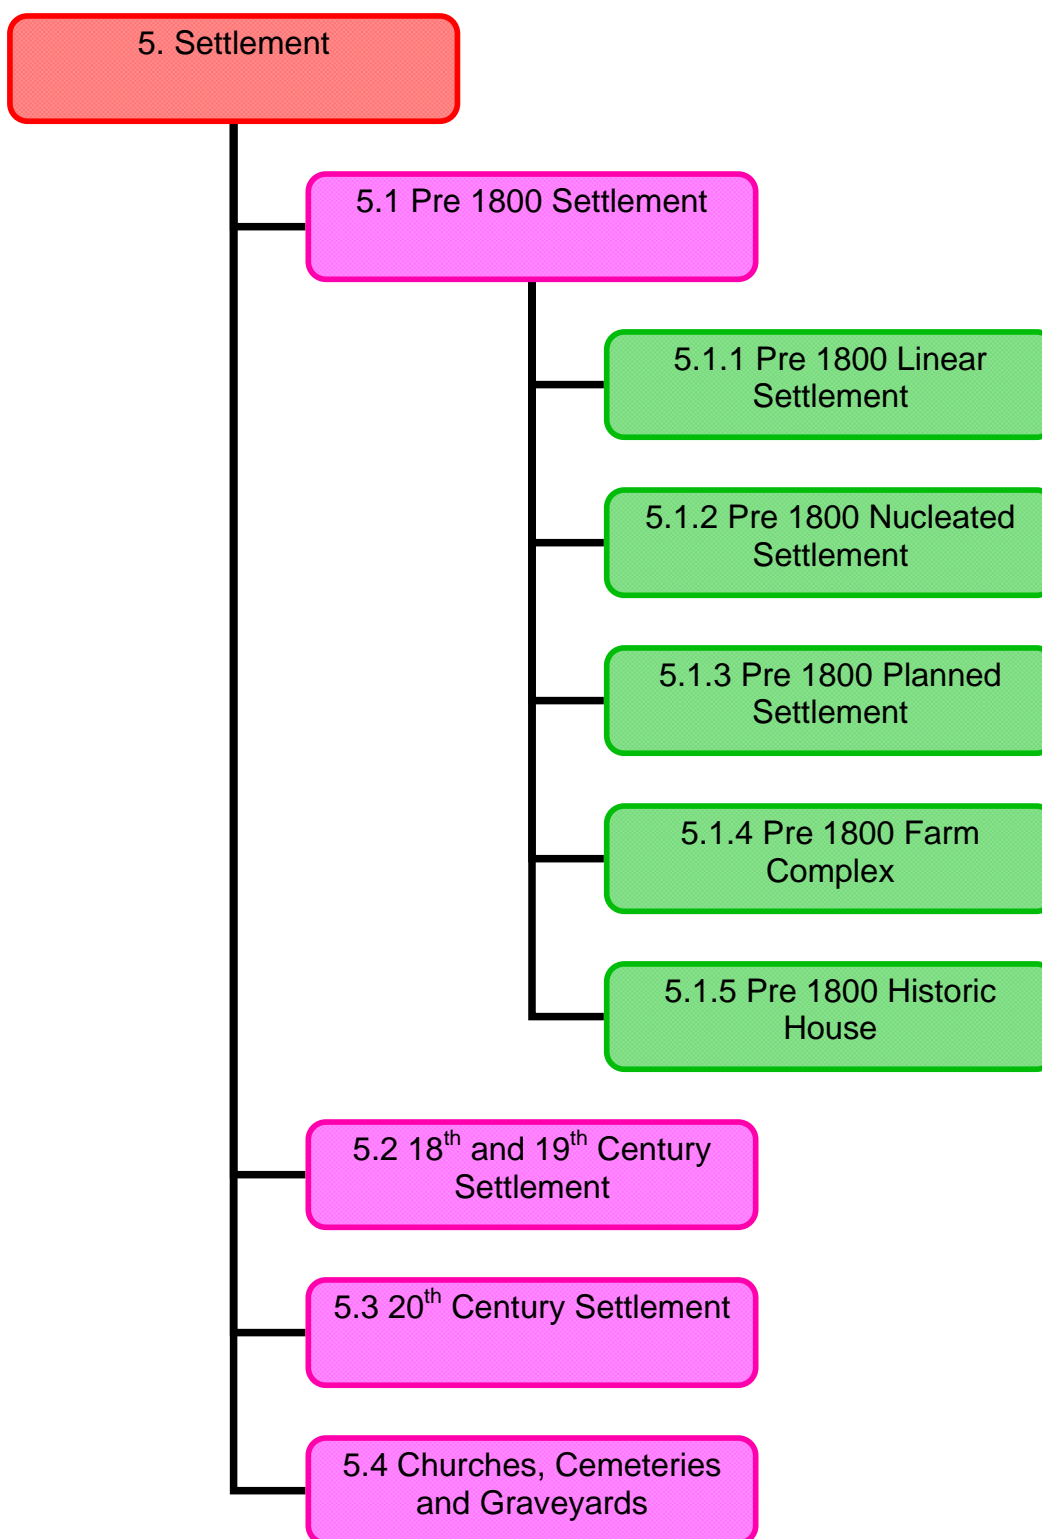 5. Settlement
5.1 Pre 1800 Settlement
5.1.1 Pre 1800 Linear
Settlement
5.1.2 Pre 1800 Nucleated
Settlement
5.1.3 Pre 1800 Planned
Settlement
5.1.4 Pre 1800 Farm
Complex
5.1.5 Pre 1800 Historic
House
5.2 18th and 19th Century
Settlement
5.3 20th Century Settlement
5.4 Churches, Cemeteries
and Graveyards